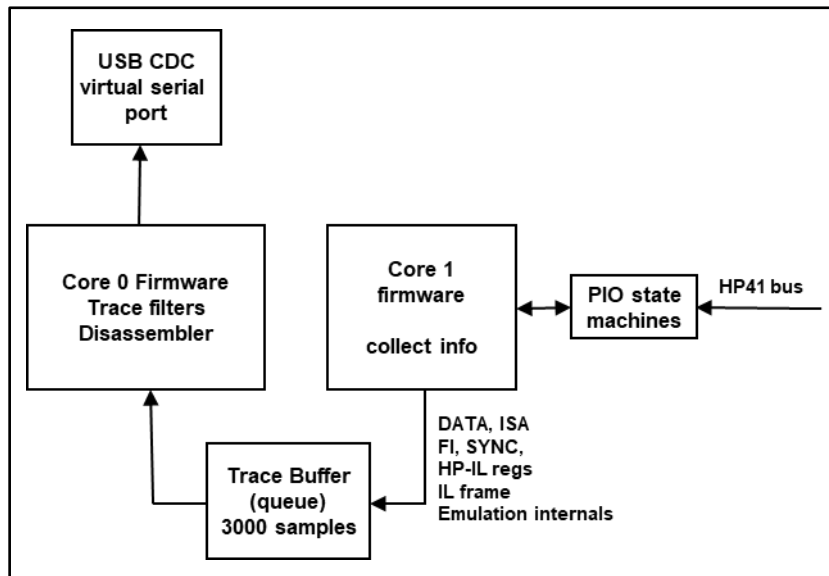 USB CDC
virtual serial
port
Core 0 Firmware
Trace filters
Disassembler
Core 1
firmware
collect info
PIO state
machines
HP41 bus
DATA, ISA
FI, SYNC,
HP-IL regs
IL frame
Emulation internals
Trace Buffer
(queue)
3000 samples